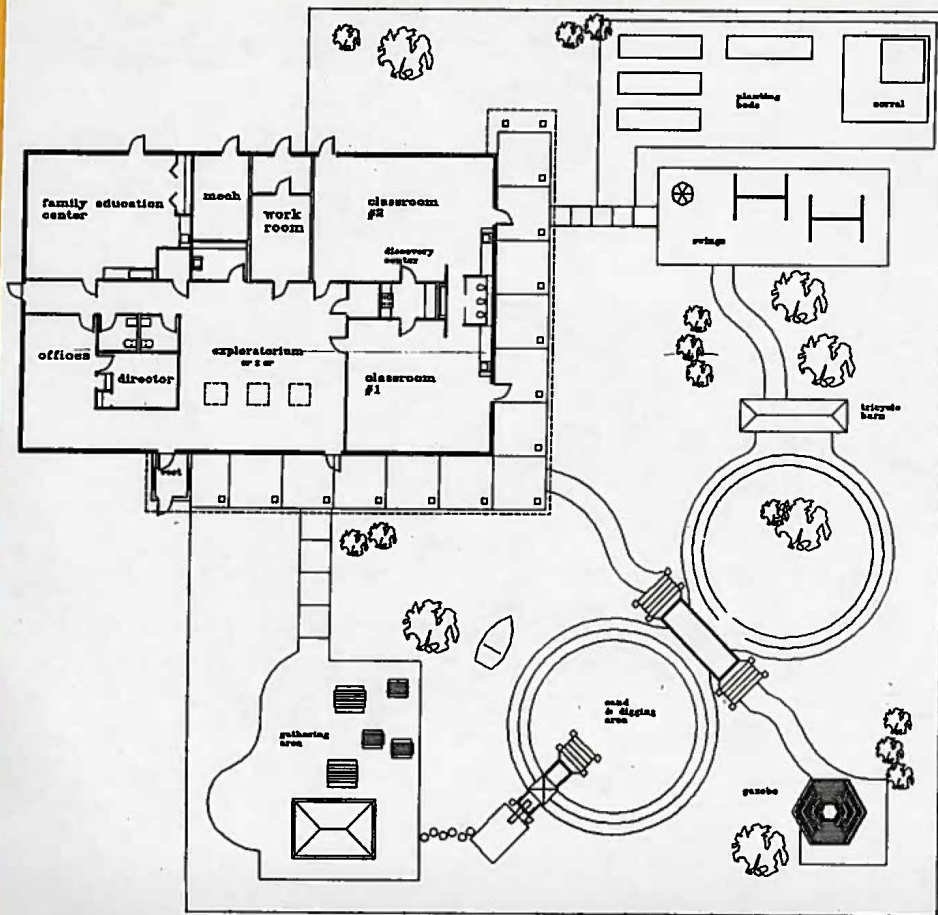 planting
beds
corral
family education
center
mech
work
room
classroom
#2
discovery
center
swings
offices
director
exploratorium
classroom
#1
tricycle
barn
vest
gathering
area
sand
& digging
area
gazebo